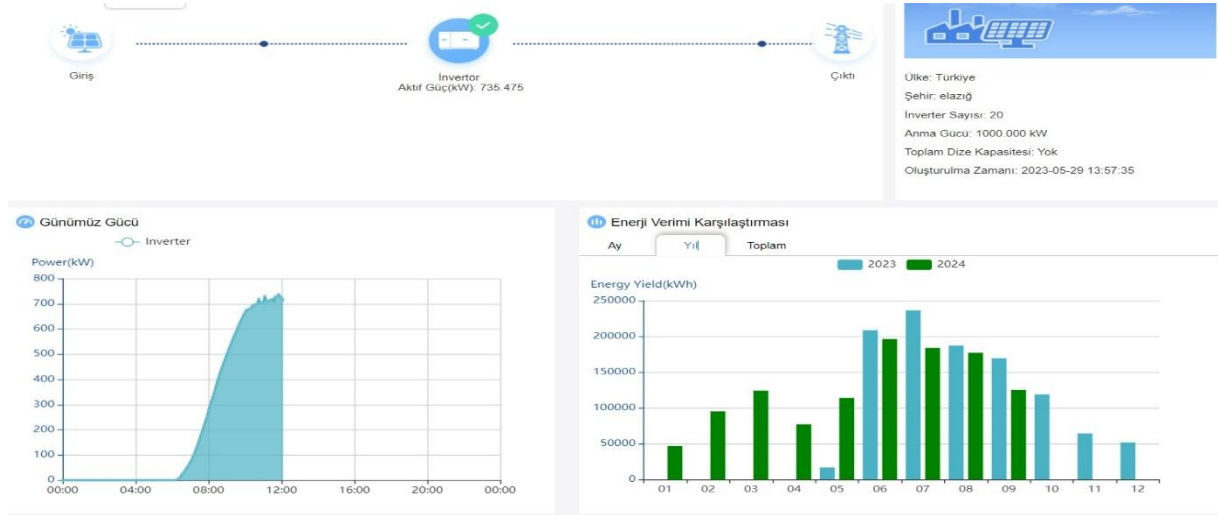 Giriş
İnvertör
Aktif Güç(kW): 735.475
Çıktı
Ülke: Türkiye
Şehir: elazığ
İnverter Sayısı: 20
Anma Gücü: 1000.000 kW
Toplam Dize Kapasitesi: Yok
Oluşturulma Zamanı: 2023-05-29 13:57:35
Günümüz Gücü
Inverter
Power(kW)
800
700
600
500
400
300
200
100
0
00:00 04:00 08:00 12:00 16:00 20:00 00:00
Enerji Verimi Karşılaştırması
Ay Yıl Toplam
2023 2024
Energy Yield(kWh)
250000
200000
150000
100000
50000
0
01 02 03 04 05 06 07 08 09 10 11 12